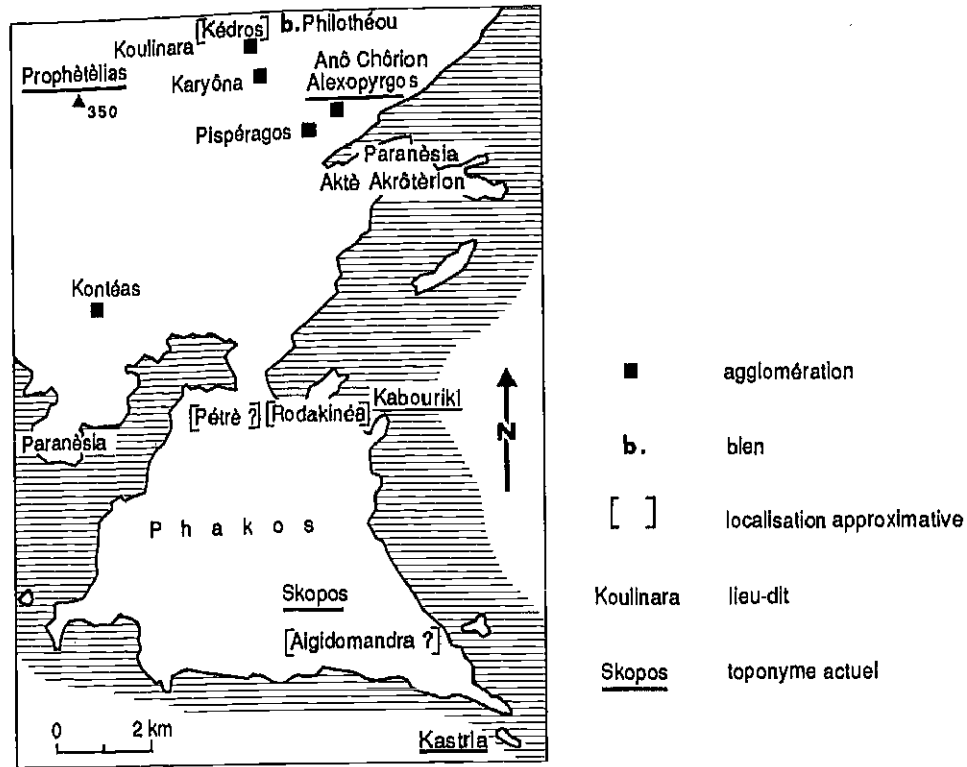 [Kédros] b. Philothéou
Koulinara
Anô Chôrion
Prophètèlias
Karyôna
Alexopyrgos
▲ 350
Pispéragos
Paranèsia
Aktè Akrôtèrion
Kontéas
Kabouriki
[Pétrè ?] [Rodakinéa]
Paranèsia
N
Phakos
Skopos
[Aigidomandra ?]
0 2 km
Kastria
■ agglomération
b. bien
[ ] localisation approximative
Koulinara lieu-dit
Skopos toponyme actuel